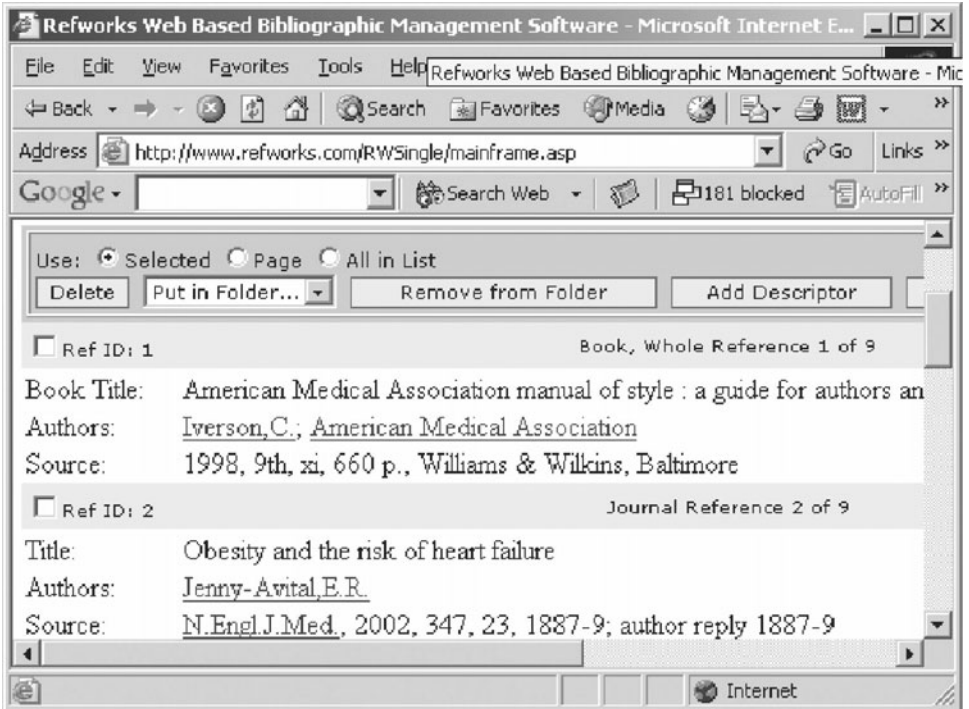 Refworks Web Based Bibliographic Management Software - Microsoft Internet E...
File Edit View Favorites Tools Help
Refworks Web Based Bibliographic Management Software - Mic
Back Search Favorites Media
Address http://www.refworks.com/RWSingle/mainframe.asp Go Links
Google Search Web 181 blocked AutoFill
Use: Selected Page All in List
Delete Put in Folder... Remove from Folder Add Descriptor
Ref ID: 1 Book, Whole Reference 1 of 9
Book Title: American Medical Association manual of style : a guide for authors an
Authors: Iverson,C.; American Medical Association
Source: 1998, 9th, xi, 660 p., Williams & Wilkins, Baltimore
Ref ID: 2 Journal Reference 2 of 9
Title: Obesity and the risk of heart failure
Authors: Jenny-Avital,E.R.
Source: N.Engl.J.Med., 2002, 347, 23, 1887-9; author reply 1887-9
Internet